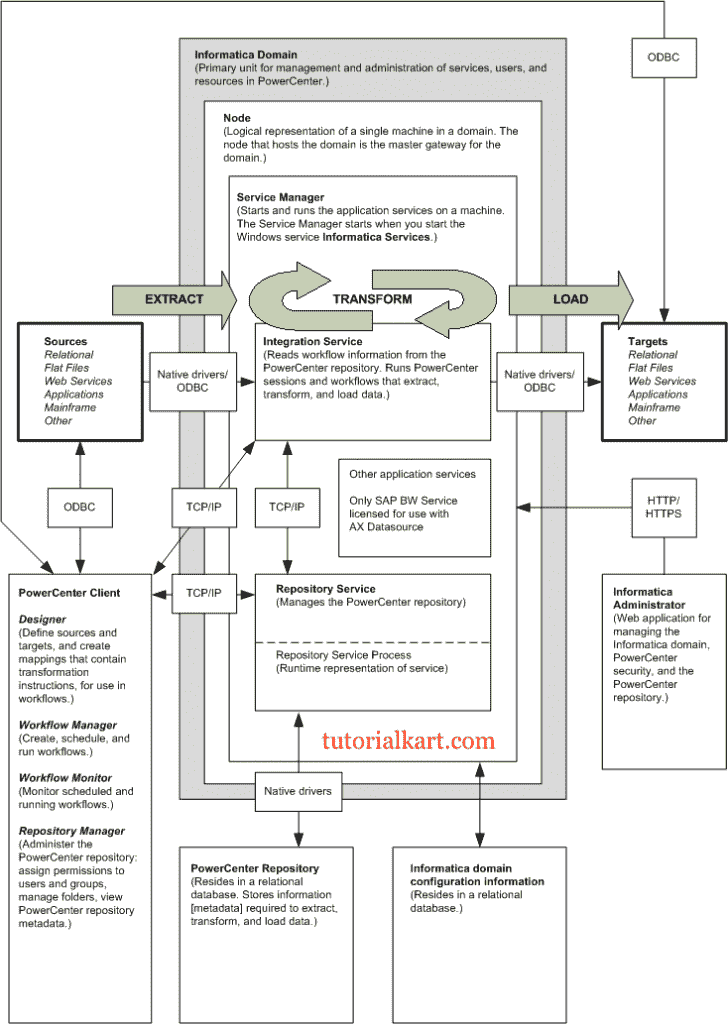 ODBC
Informatica Domain
(Primary unit for management and administration of services, users, and
resources in PowerCenter.)
Node
(Logical representation of a single machine in a domain. The
node that hosts the domain is the master gateway for the
domain.)
Service Manager
(Starts and runs the application services on a machine.
The Service Manager starts when you start the
Windows service Informatica Services.)
EXTRACT
TRANSFORM
LOAD
Sources
Relational
Flat Files
Web Services
Applications
Mainframe
Other
Native drivers/
ODBC
Integration Service
(Reads workflow information from the
PowerCenter repository. Runs PowerCenter
sessions and workflows that extract,
transform, and load data.)
Native drivers/
ODBC
Targets
Relational
Flat Files
Web Services
Applications
Mainframe
Other
ODBC
TCP/IP
TCP/IP
Other application services
Only SAP BW Service
licensed for use with
AX Datasource
HTTP/
HTTPS
PowerCenter Client
Designer
(Define sources and
targets, and create
mappings that contain
transformation
instructions, for use in
workflows.)
Workflow Manager
(Create, schedule, and
run workflows.)
Workflow Monitor
(Monitor scheduled and
running workflows.)
Repository Manager
(Administer the
PowerCenter repository:
assign permissions to
users and groups,
manage folders, view
PowerCenter repository
metadata.)
TCP/IP
Repository Service
(Manages the PowerCenter repository)
Repository Service Process
(Runtime representation of service)
Informatica
Administrator
(Web application for
managing the
Informatica domain,
PowerCenter
security, and the
PowerCenter
repository.)
tutorialkart.com
Native drivers
PowerCenter Repository
(Resides in a relational
database. Stores information
[metadata] required to extract,
transform, and load data.)
Informatica domain
configuration information
(Resides in a relational
database.)